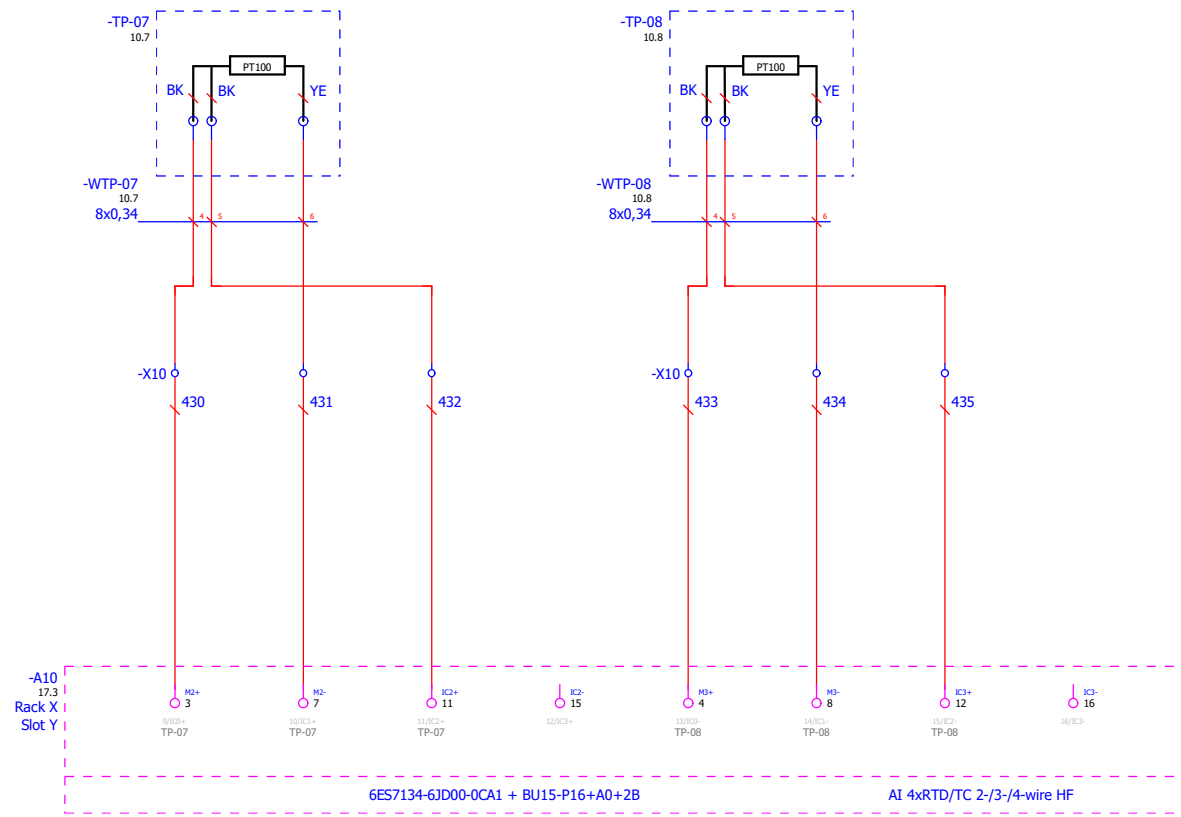 -TP-07
10.7
PT100
BK
BK
YE
-TP-08
10.8
PT100
BK
BK
YE
-WTP-07
10.7
8x0,34
4
5
6
-WTP-08
10.8
8x0,34
4
5
6
-X10
430
431
432
-X10
433
434
435
-A10
17.3
Rack X
Slot Y
M2+
3
9/IC0+
TP-07
M2-
7
10/IC1+
TP-07
IC2+
11
11/IC2+
TP-07
IC2-
15
12/IC3+
M3+
4
13/IC0-
TP-08
M3-
8
14/IC1-
TP-08
IC3+
12
15/IC2-
TP-08
IC3-
16
16/IC3-
6ES7134-6JD00-0CA1 + BU15-P16+A0+2B
AI 4xRTD/TC 2-/3-/4-wire HF